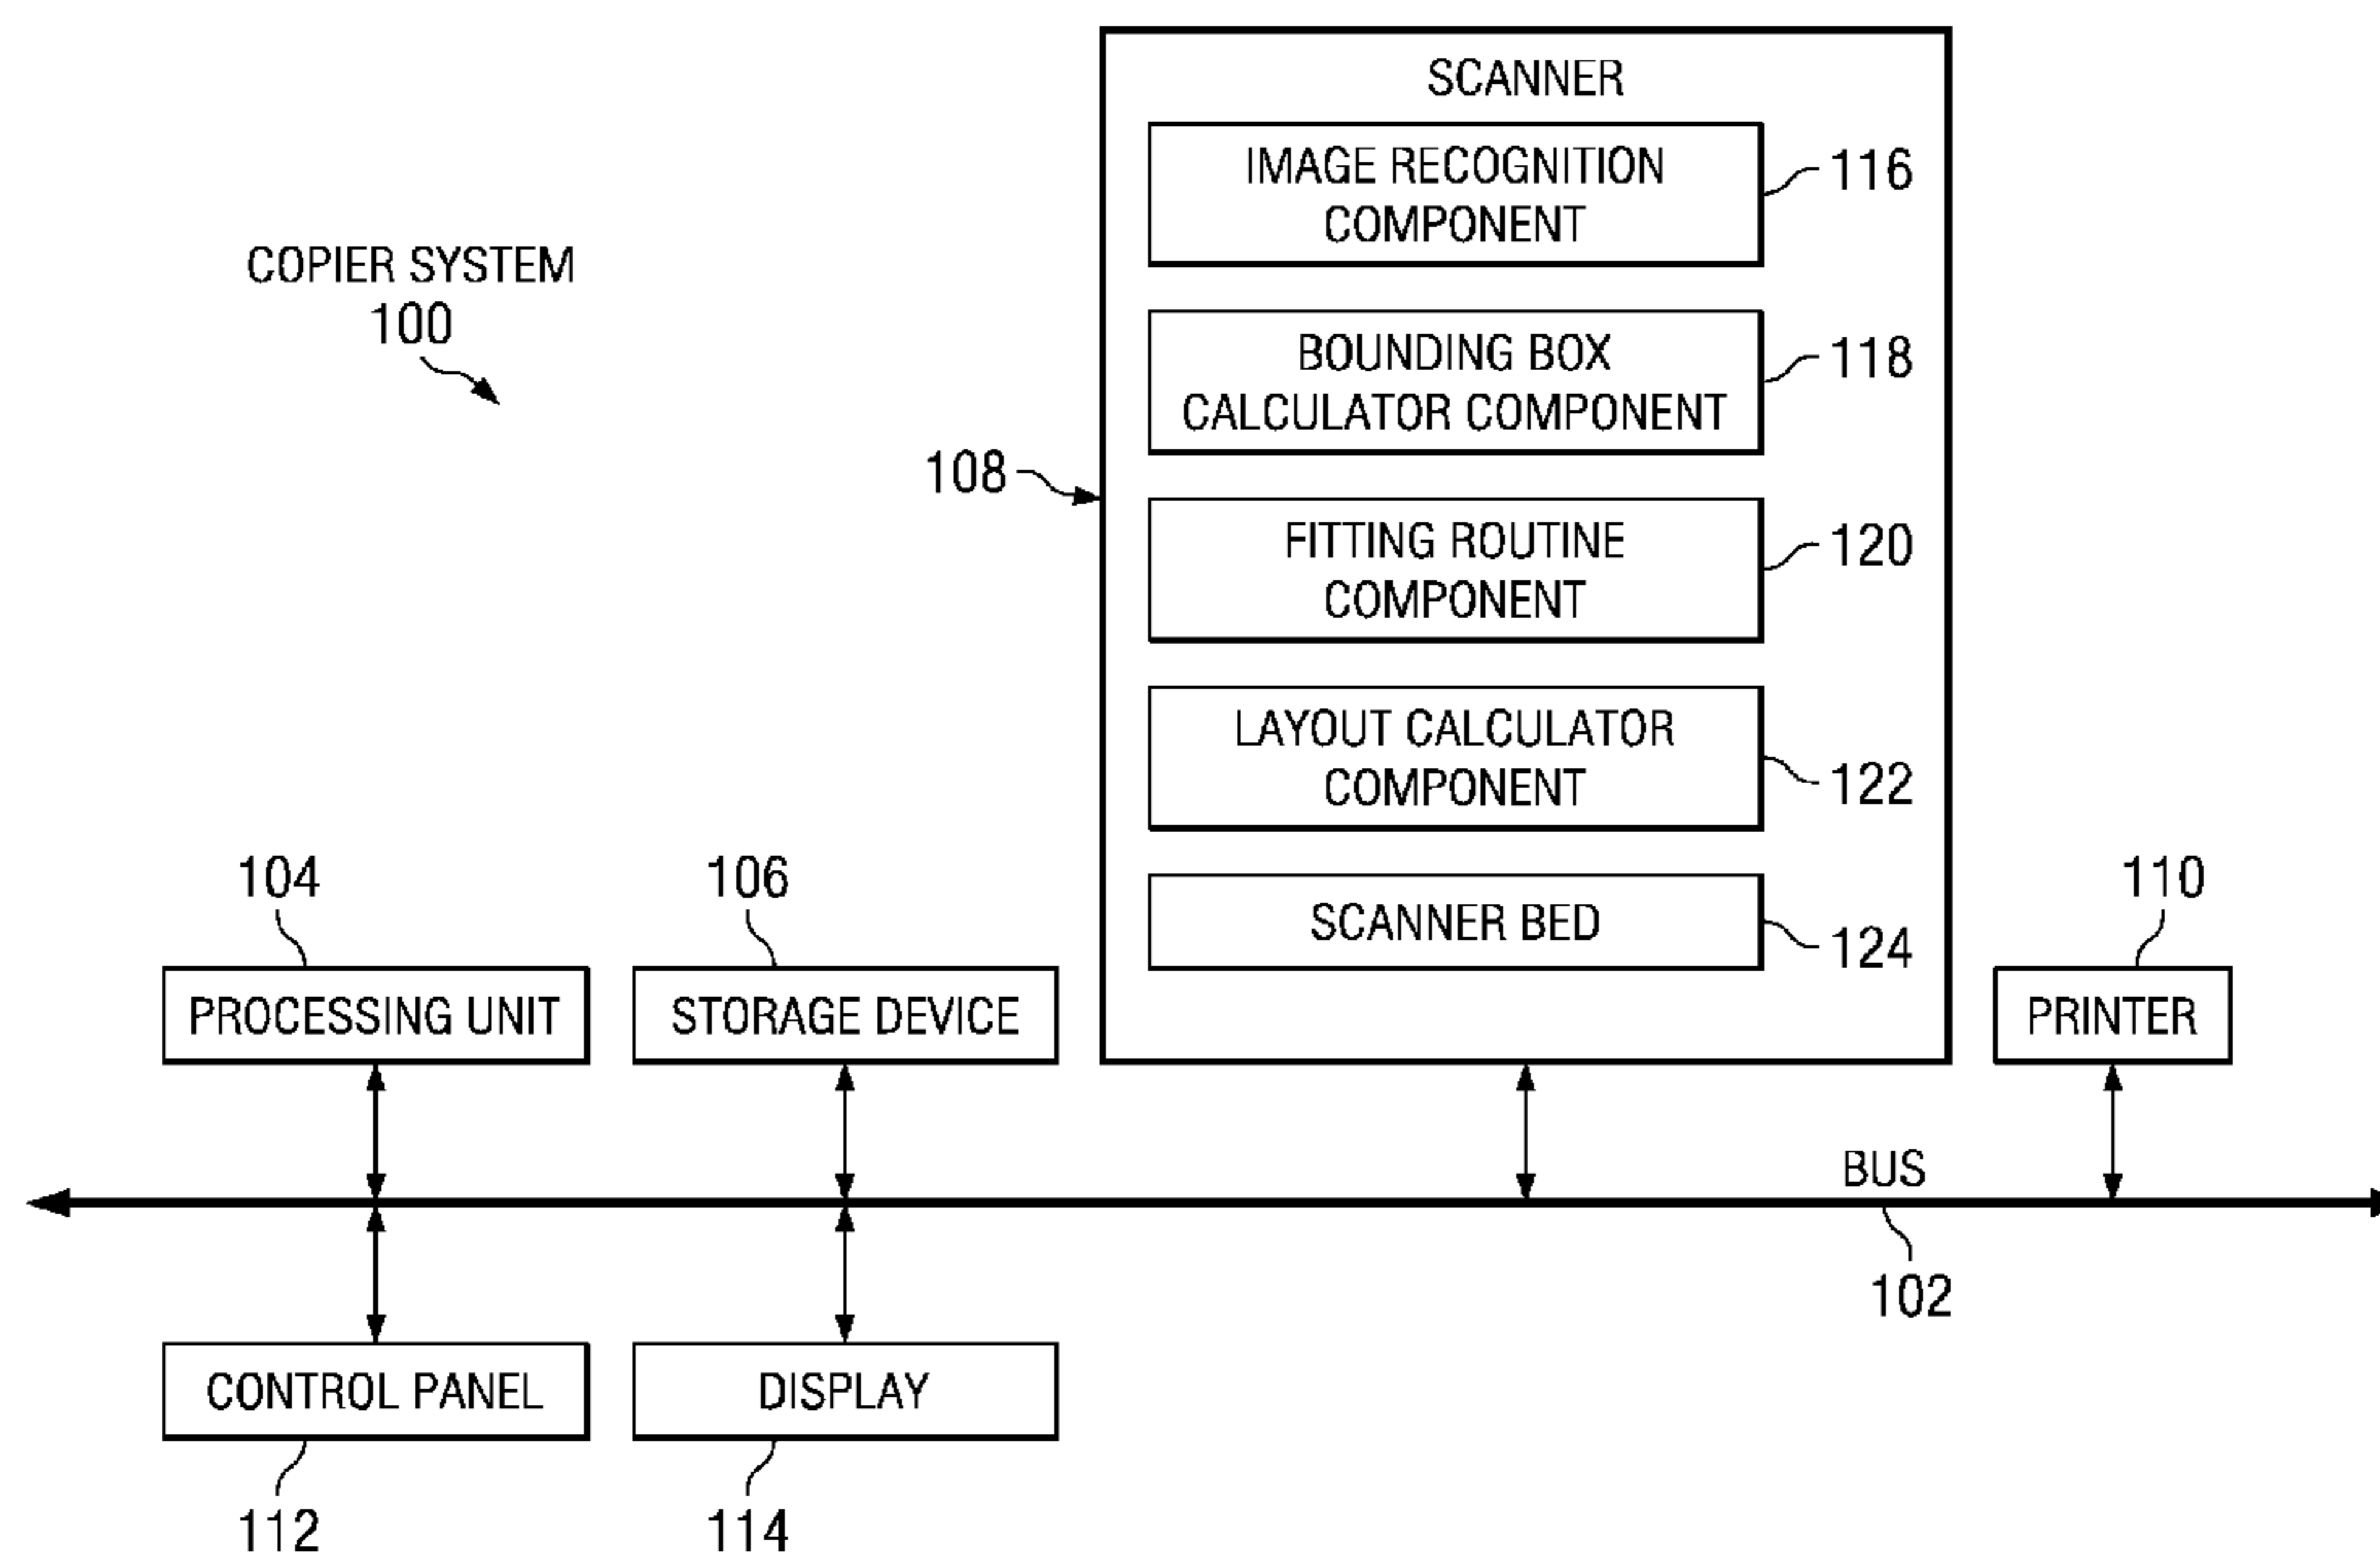 SCANNER
IMAGE RECOGNITION
COMPONENT
116
COPIER SYSTEM
100
BOUNDING BOX
CALCULATOR COMPONENT
118
108
FITTING ROUTINE
COMPONENT
120
LAYOUT CALCULATOR
COMPONENT
122
104
106
SCANNER BED
124
110
PROCESSING UNIT
STORAGE DEVICE
PRINTER
BUS
102
CONTROL PANEL
DISPLAY
112
114